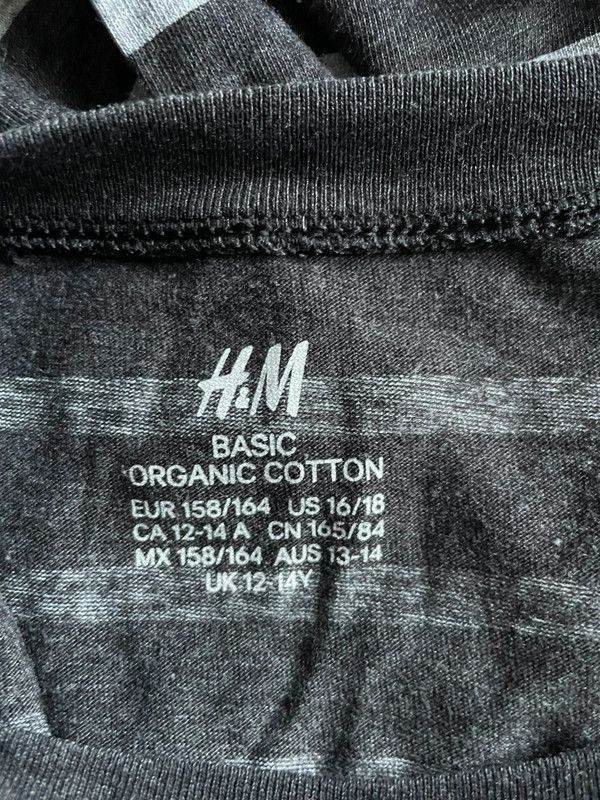 H&M
BASIC
ORGANIC COTTON
EUR 158/164 US 16/18
CA 12-14 A CN 165/84
MX 158/164 AUS 13-14
UK 12-14Y